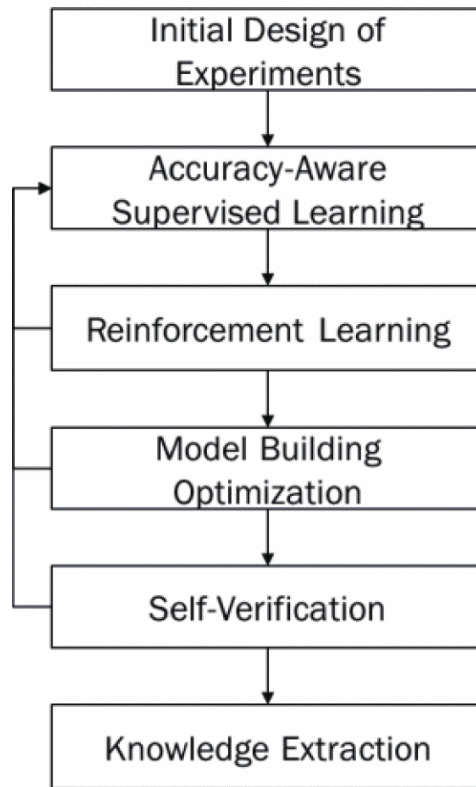 Initial Design of
Experiments
Accuracy-Aware
Supervised Learning
Reinforcement Learning
Model Building
Optimization
Self-Verification
Knowledge Extraction